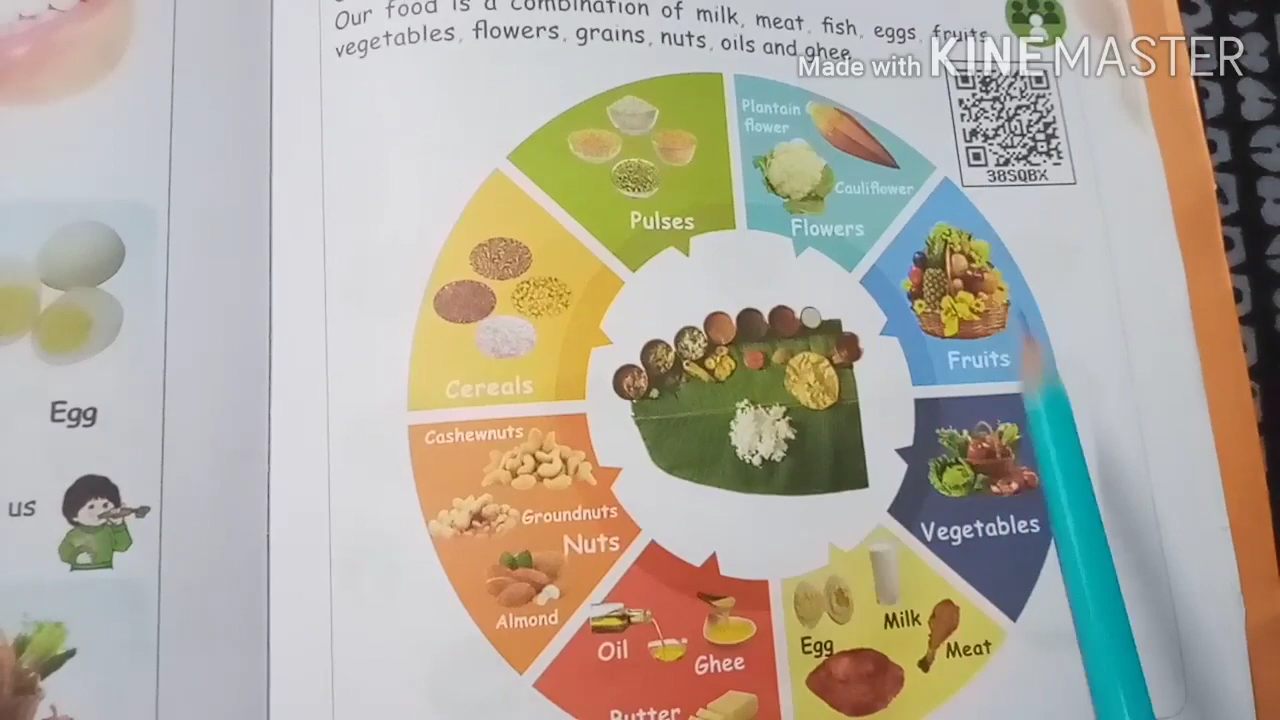 Our food is a combination of milk, meat, fish, eggs, fruits,
vegetables, flowers, grains, nuts, oils and ghee
Made with KINEMASTER
38SQBX
Plantain
flower
Cauliflower
Flowers
Pulses
Fruits
Cereals
Vegetables
Cashewnuts
Groundnuts
Nuts
Almond
Oil
Ghee
Butter
Egg
Milk
Meat
Egg
us